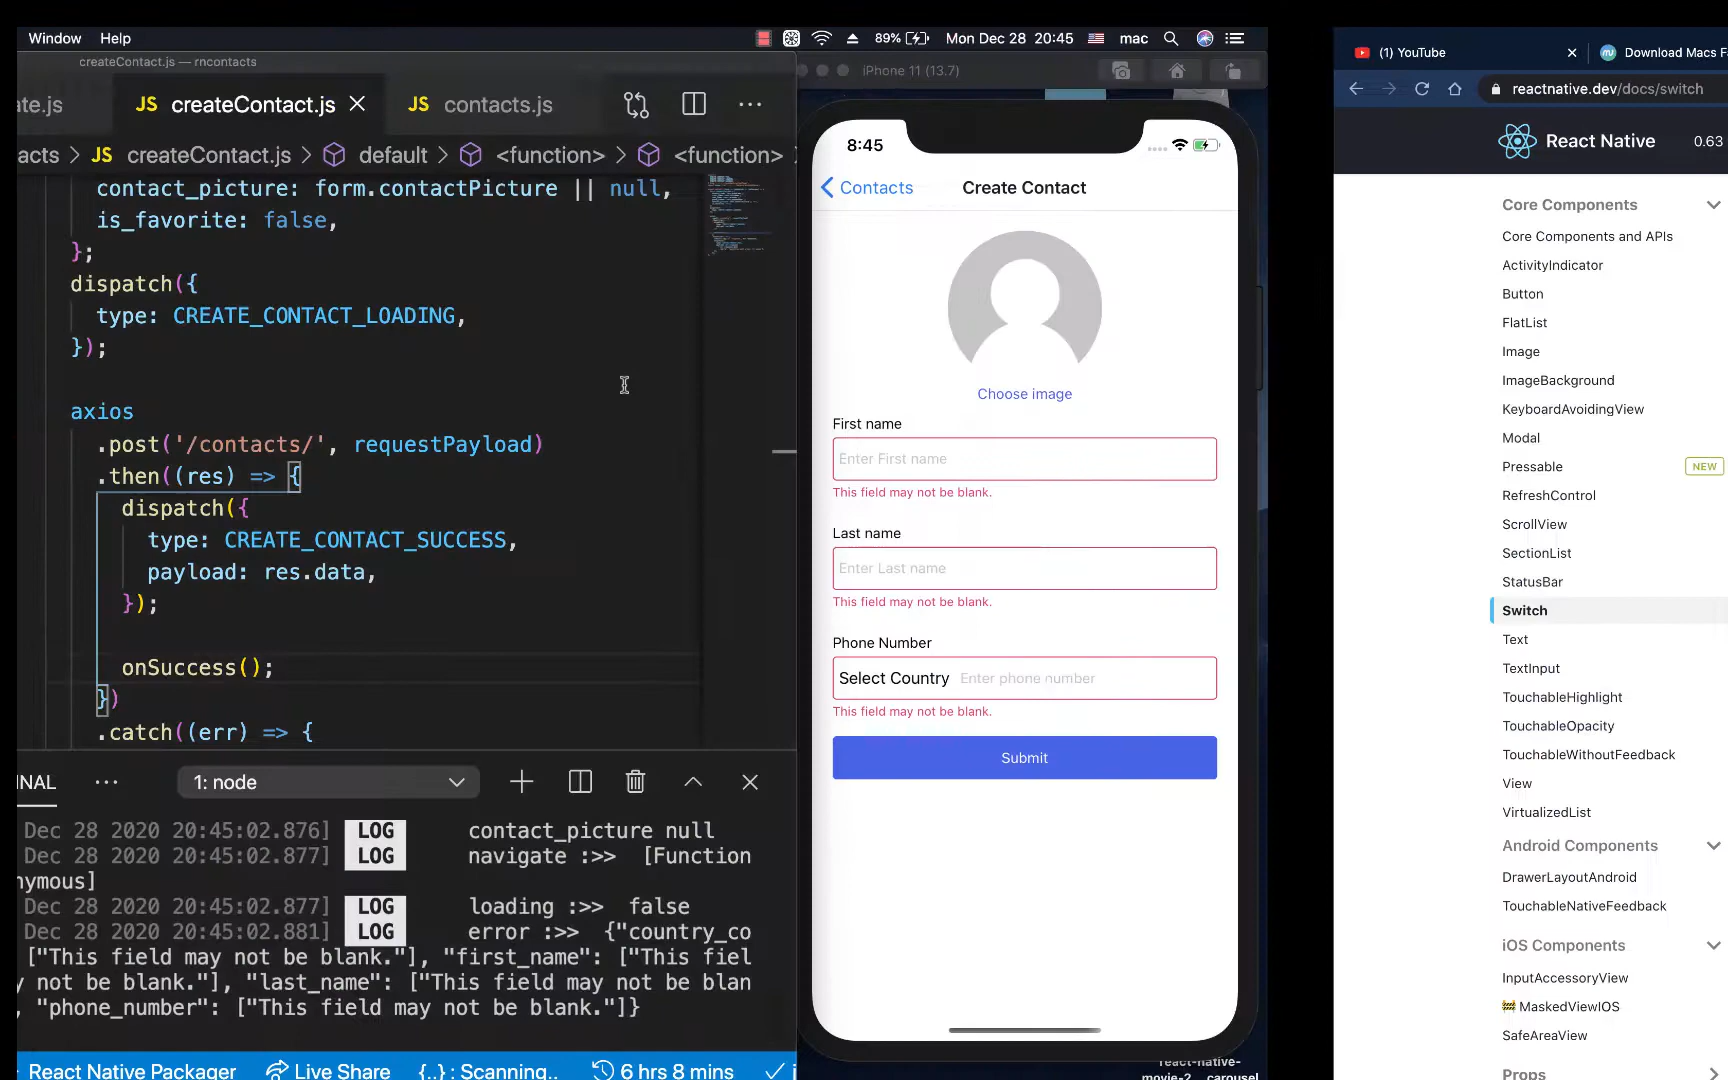 Window Help
89% Mon Dec 28 20:45 mac
createContact.js — rncontacts
ate.js JS createContact.js JS contacts.js
acts > JS createContact.js > default > <function> > <function>
contact_picture: form.contactPicture || null,
is_favorite: false,
};
dispatch({
type: CREATE_CONTACT_LOADING,
});
axios
.post('/contacts/', requestPayload)
.then((res) => {
dispatch({
type: CREATE_CONTACT_SUCCESS,
payload: res.data,
});
onSuccess();
})
.catch((err) => {
NAL 1: node
Dec 28 2020 20:45:02.876] LOG contact_picture null
Dec 28 2020 20:45:02.877] LOG navigate :>> [Function
nymous]
Dec 28 2020 20:45:02.877] LOG loading :>> false
Dec 28 2020 20:45:02.881] LOG error :>> {"country_co
["This field may not be blank."], "first_name": ["This fiel
y not be blank."], "last_name": ["This field may not be blan
, "phone_number": ["This field may not be blank."]}
React Native Packager Live Share {..} : Scanning.. 6 hrs 8 mins
iPhone 11 (13.7)
8:45
Contacts Create Contact
Choose image
First name
Enter First name
This field may not be blank.
Last name
Enter Last name
This field may not be blank.
Phone Number
Select Country Enter phone number
This field may not be blank.
Submit
react-native-
movie-2 carousel
(1) YouTube Download Macs F
reactnative.dev/docs/switch
React Native 0.63
Core Components
Core Components and APIs
ActivityIndicator
Button
FlatList
Image
ImageBackground
KeyboardAvoidingView
Modal
Pressable NEW
RefreshControl
ScrollView
SectionList
StatusBar
Switch
Text
TextInput
TouchableHighlight
TouchableOpacity
TouchableWithoutFeedback
View
VirtualizedList
Android Components
DrawerLayoutAndroid
TouchableNativeFeedback
iOS Components
InputAccessoryView
🚧 MaskedViewIOS
SafeAreaView
Props